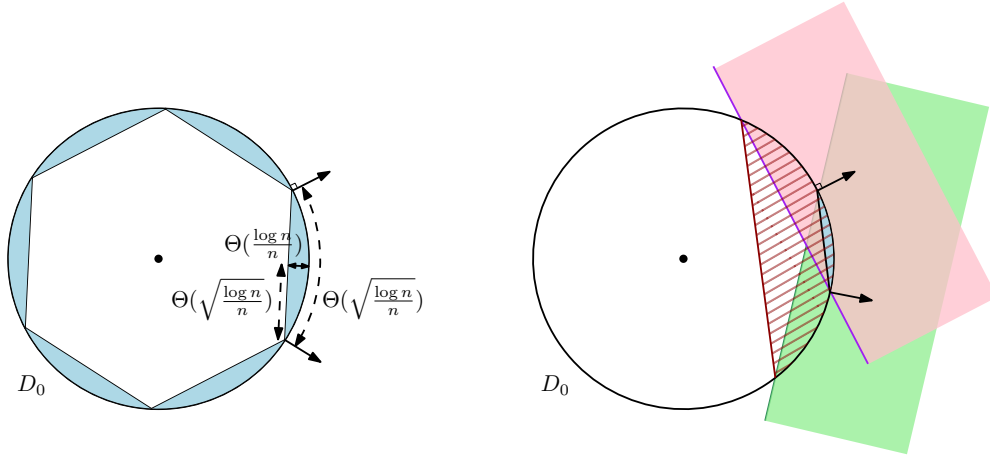 Θ(log n / n)
Θ(√(log n / n)) Θ(√(log n / n))
D₀ D₀